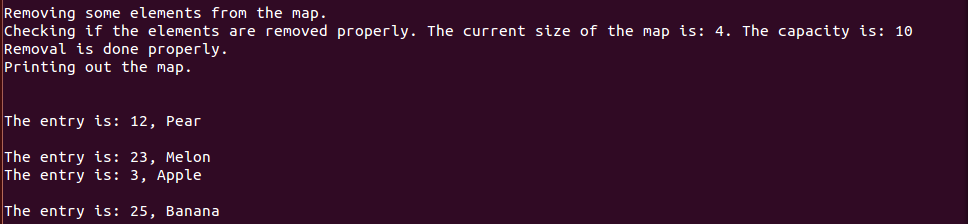 Removing some elements from the map.
Checking if the elements are removed properly. The current size of the map is: 4. The capacity is: 10
Removal is done properly.
Printing out the map.
The entry is: 12, Pear
The entry is: 23, Melon
The entry is: 3, Apple
The entry is: 25, Banana